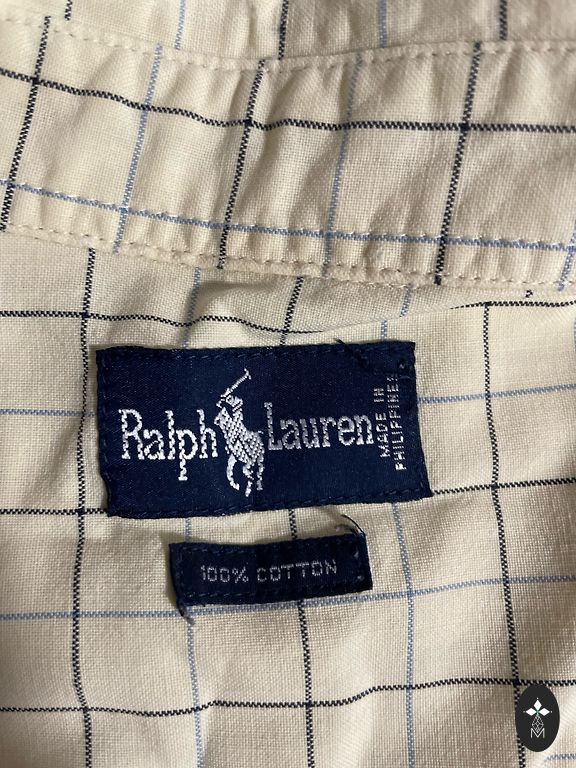 Ralph Lauren
MADE IN
PHILIPPINES
100% COTTON